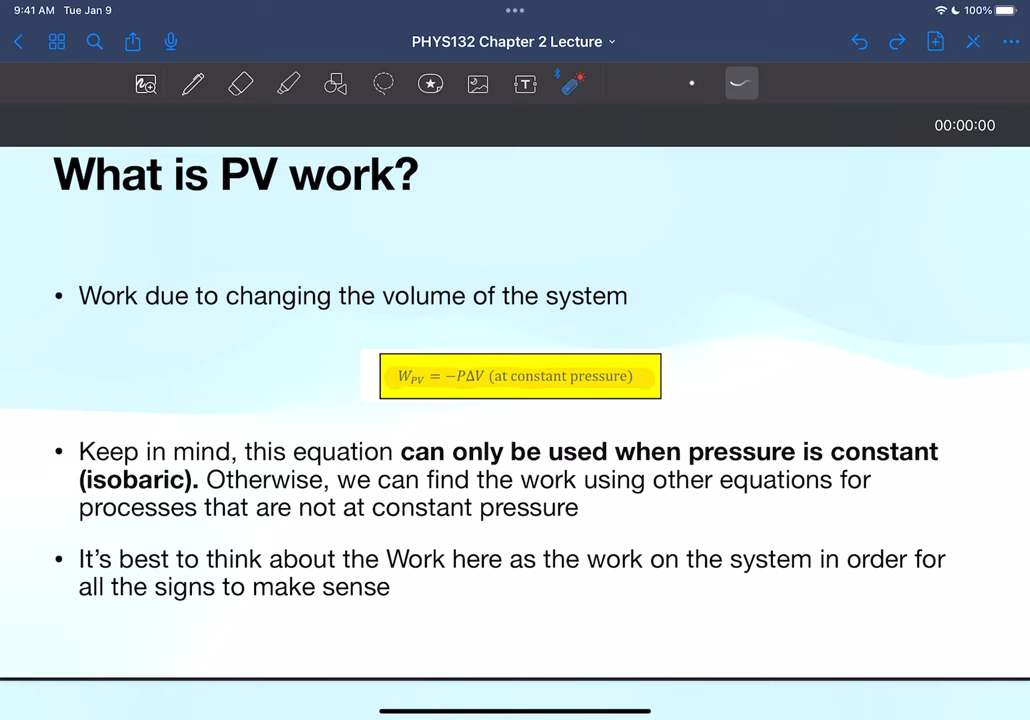 9:41 AM Tue Jan 9
100%
PHYS132 Chapter 2 Lecture
T
00:00:00
What is PV work?
• Work due to changing the volume of the system
W_PV = −PΔV (at constant pressure)
• Keep in mind, this equation can only be used when pressure is constant
(isobaric). Otherwise, we can find the work using other equations for
processes that are not at constant pressure
• It’s best to think about the Work here as the work on the system in order for
all the signs to make sense